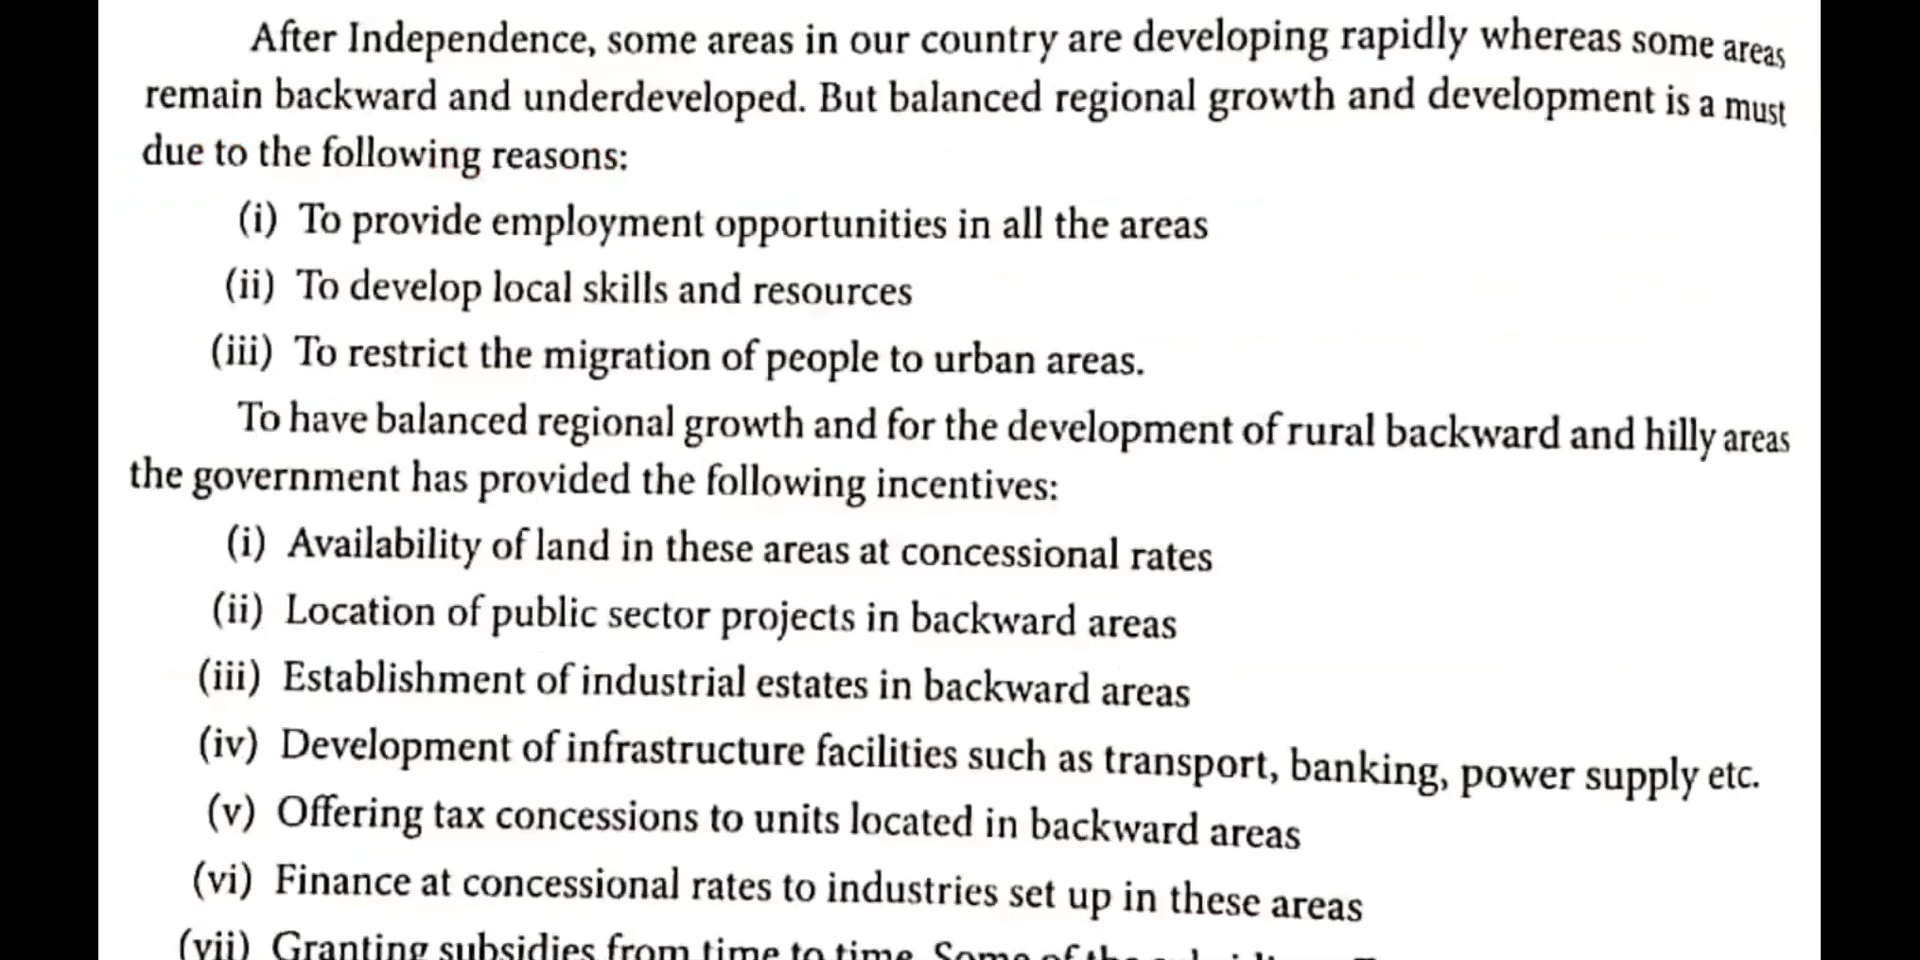 After Independence, some areas in our country are developing rapidly whereas some areas
remain backward and underdeveloped. But balanced regional growth and development is a must
due to the following reasons:
(i) To provide employment opportunities in all the areas
(ii) To develop local skills and resources
(iii) To restrict the migration of people to urban areas.
To have balanced regional growth and for the development of rural backward and hilly areas
the government has provided the following incentives:
(i) Availability of land in these areas at concessional rates
(ii) Location of public sector projects in backward areas
(iii) Establishment of industrial estates in backward areas
(iv) Development of infrastructure facilities such as transport, banking, power supply etc.
(v) Offering tax concessions to units located in backward areas
(vi) Finance at concessional rates to industries set up in these areas
(vii) Granting subsidies from time to time. Some of the